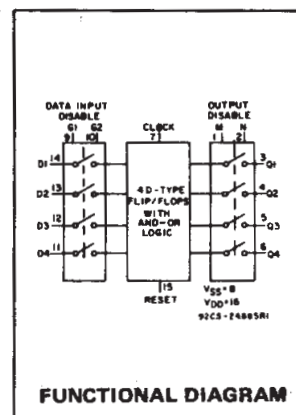 DATA INPUT
DISABLE
G1 G2
9 10
CLOCK
7
OUTPUT
DISABLE
M N
1 2
D1 14
D2 13
D3 12
D4 11
4 D-TYPE
FLIP/FLOPS
WITH
AND-OR
LOGIC
3 Q1
4 Q2
5 Q3
6 Q4
15
RESET
VSS=8
VDD=16
92CS-24885R1
FUNCTIONAL DIAGRAM